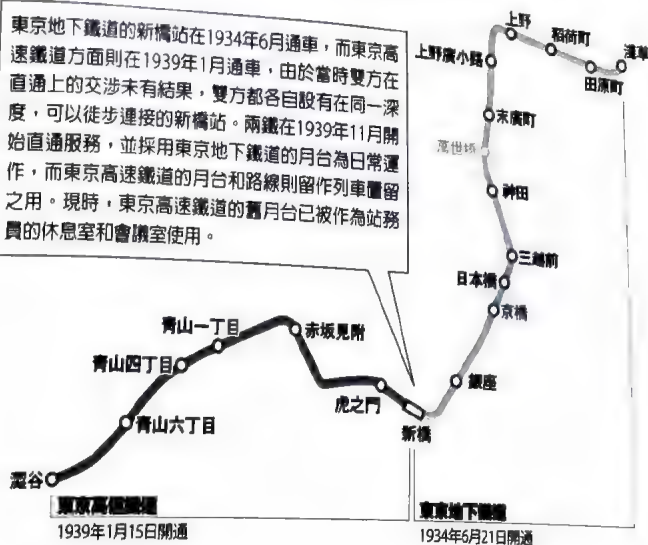 東京地下鐵道的新橋站在1934年6月通車，而東京高
速鐵道方面則在1939年1月通車，由於當時雙方在
直通上的交涉未有結果，雙方都各自設有在同一深
度，可以徒步連接的新橋站。兩鐵在1939年11月開
始直通服務，並採用東京地下鐵道的月台為日常運
作，而東京高速鐵道的月台和路線則留作列車留
之用。現時，東京高速鐵道的舊月台已被作為站務
員的休息室和會議室使用。
上野
稻荷町
淺草
上野廣小路
田原町
末廣町
萬世橋
神田
三越前
日本橋
京橋
青山一丁目
赤坂見附
青山四丁目
銀座
虎之門
青山六丁目
新橋
澀谷
東京高速鐵道
1939年1月15日開通
東京地下鐵道
1934年6月21日開通